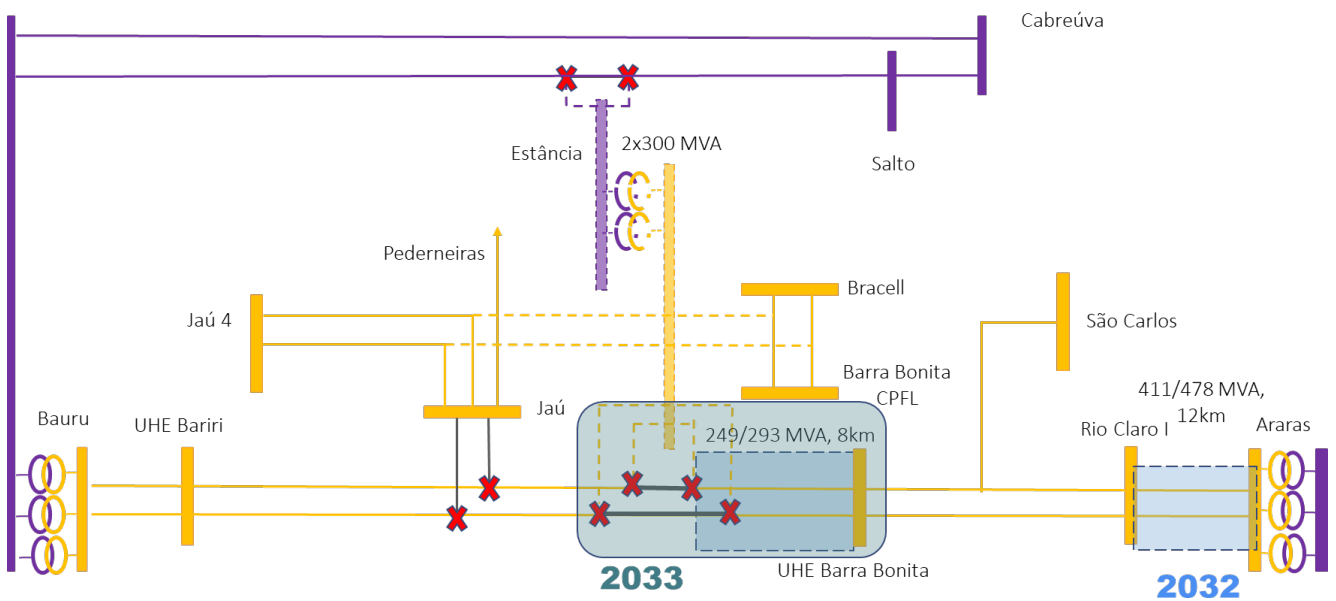 Cabreúva
2x300 MVA
Estância
Salto
Pederneiras
Bracell
Jaú 4
São Carlos
Barra Bonita
CPFL
411/478 MVA,
12km
Jaú
Bauru
UHE Bariri
249/293 MVA, 8km
Rio Claro I
Araras
UHE Barra Bonita
2033
2032